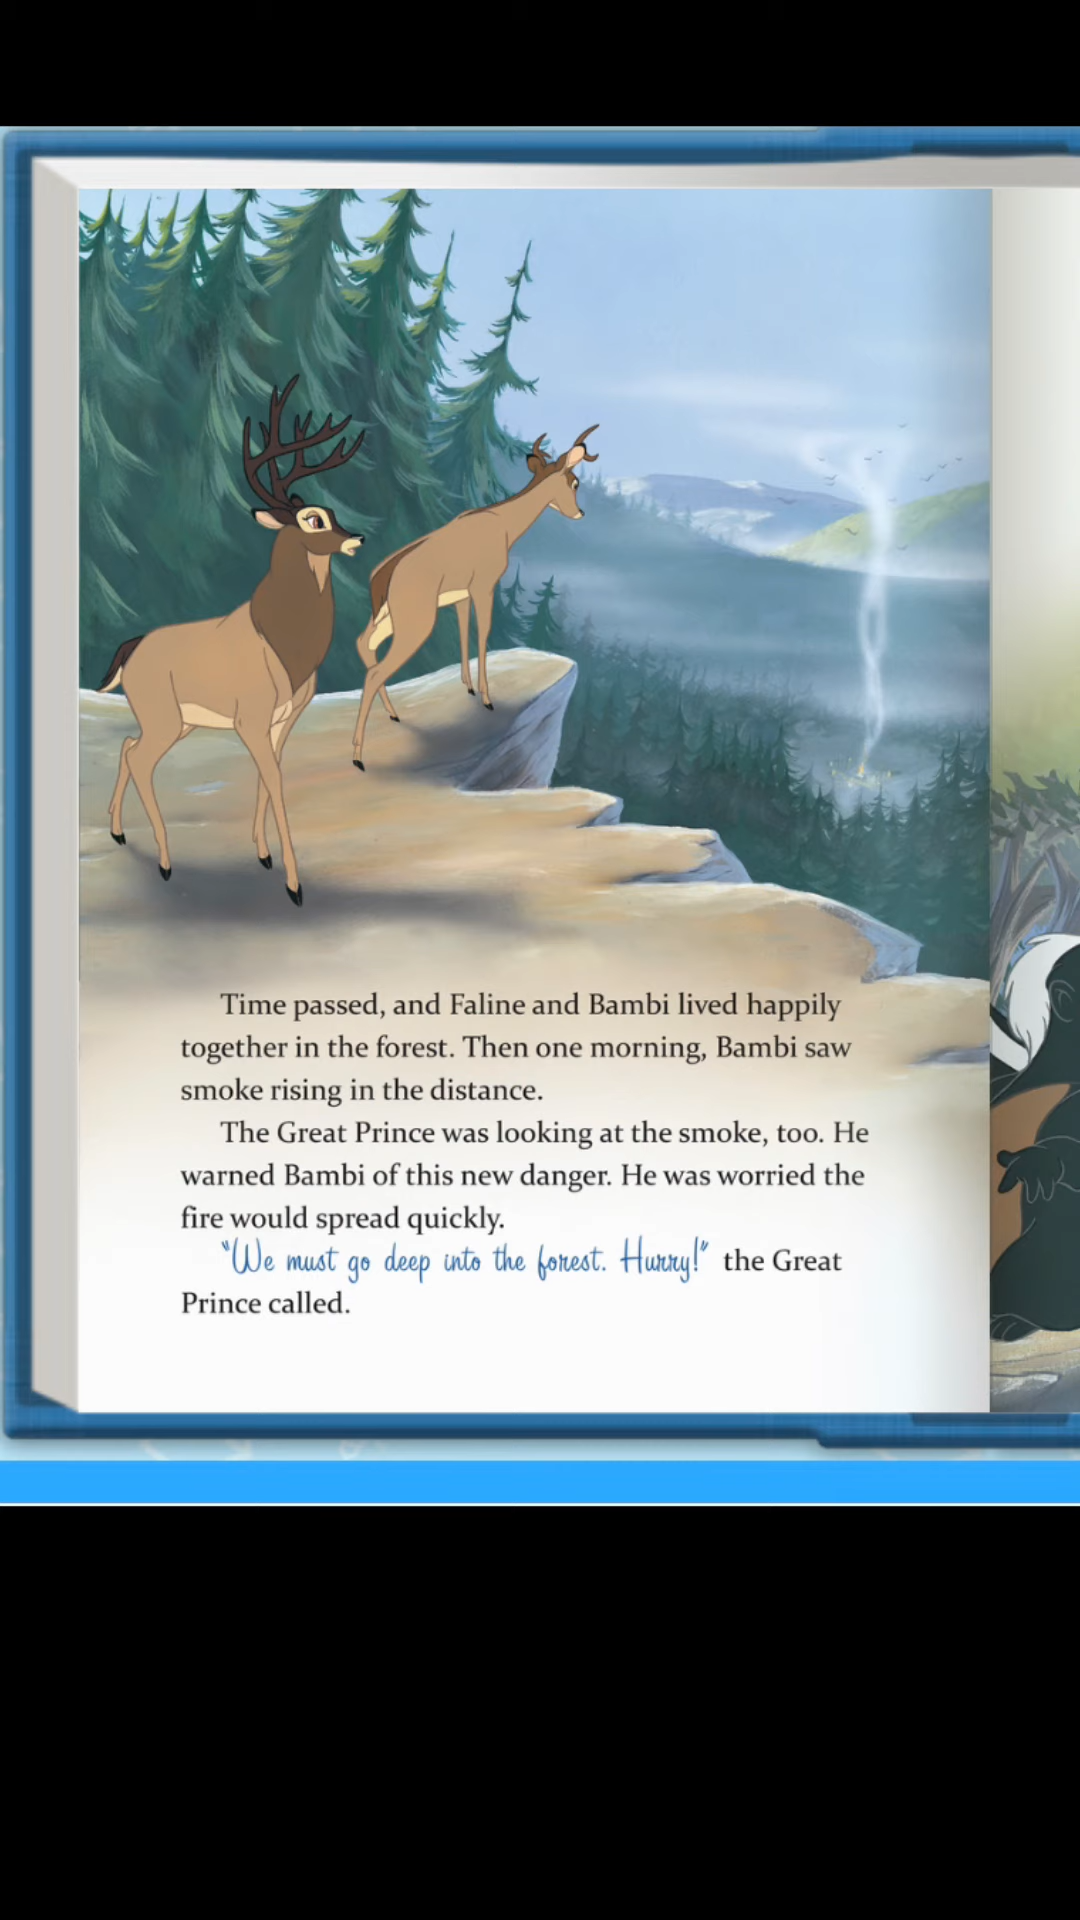 Time passed, and Faline and Bambi lived happily
together in the forest. Then one morning, Bambi saw
smoke rising in the distance.
The Great Prince was looking at the smoke, too. He
warned Bambi of this new danger. He was worried the
fire would spread quickly.
"We must go deep into the forest. Hurry!" the Great
Prince called.